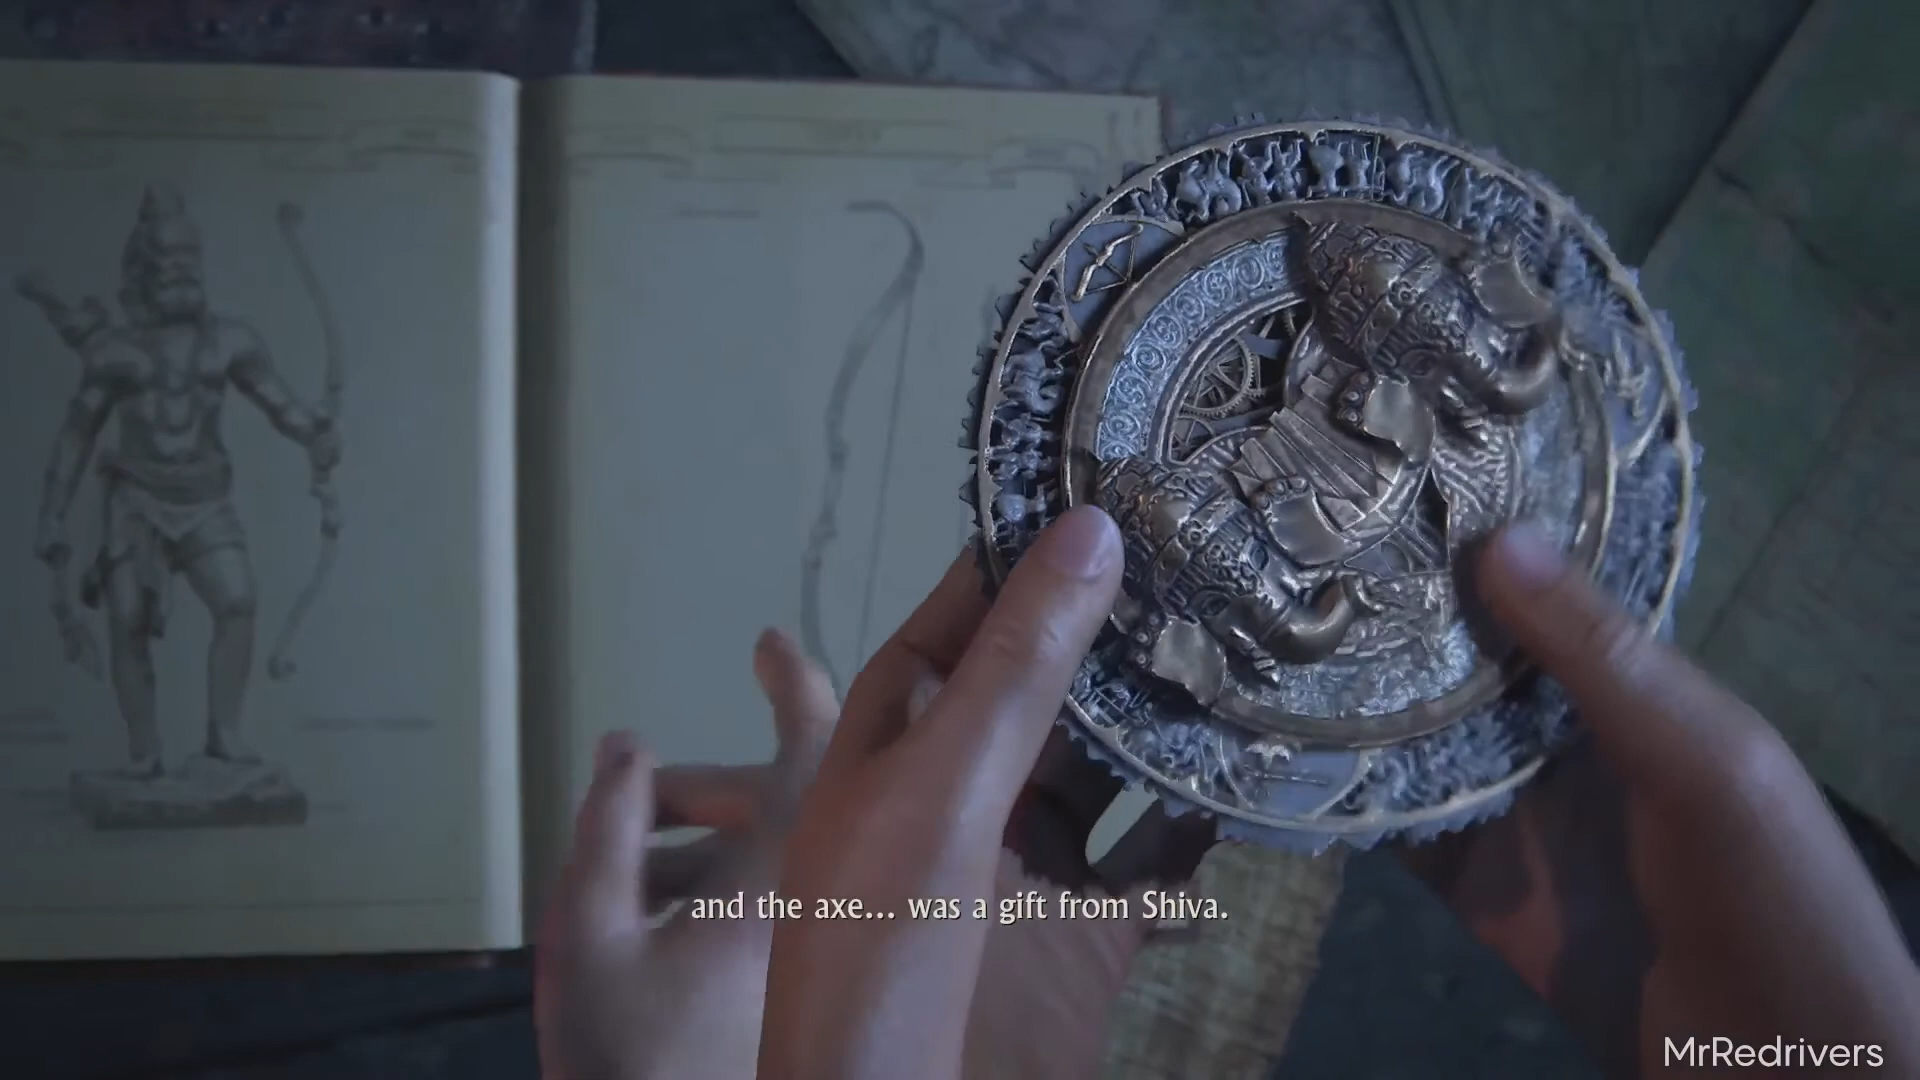 and the axe... was a gift from Shiva.
MrRedrivers